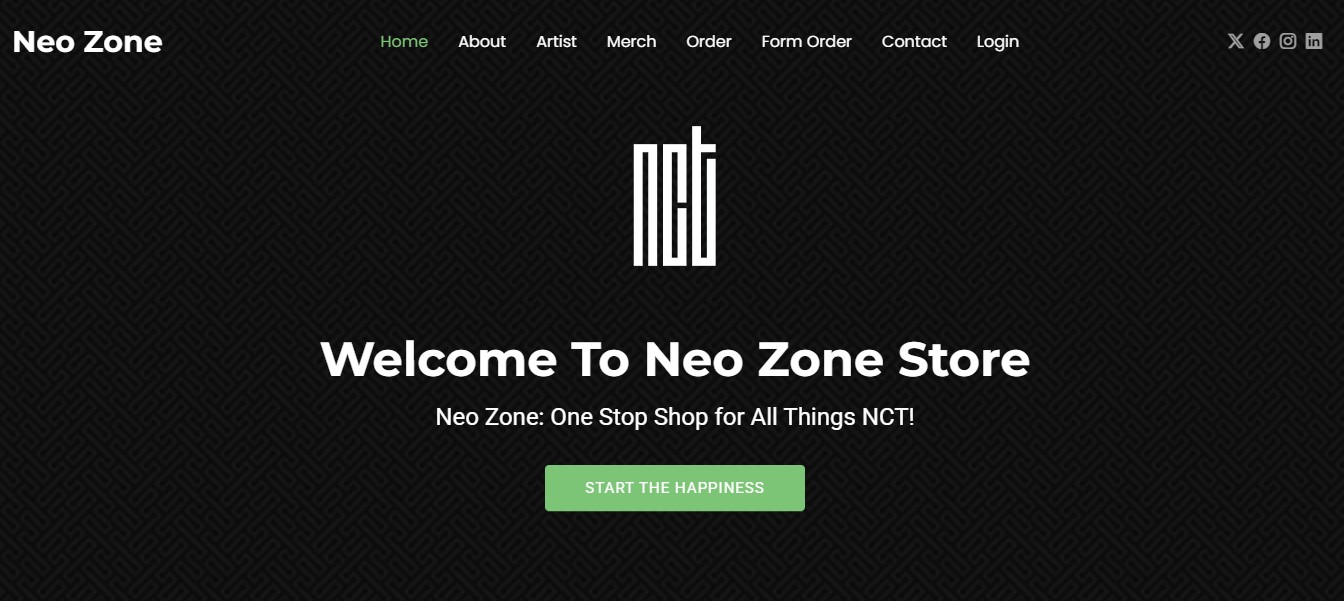 Neo Zone
Home About Artist Merch Order Form Order Contact Login
nct
Welcome To Neo Zone Store
Neo Zone: One Stop Shop for All Things NCT!
START THE HAPPINESS